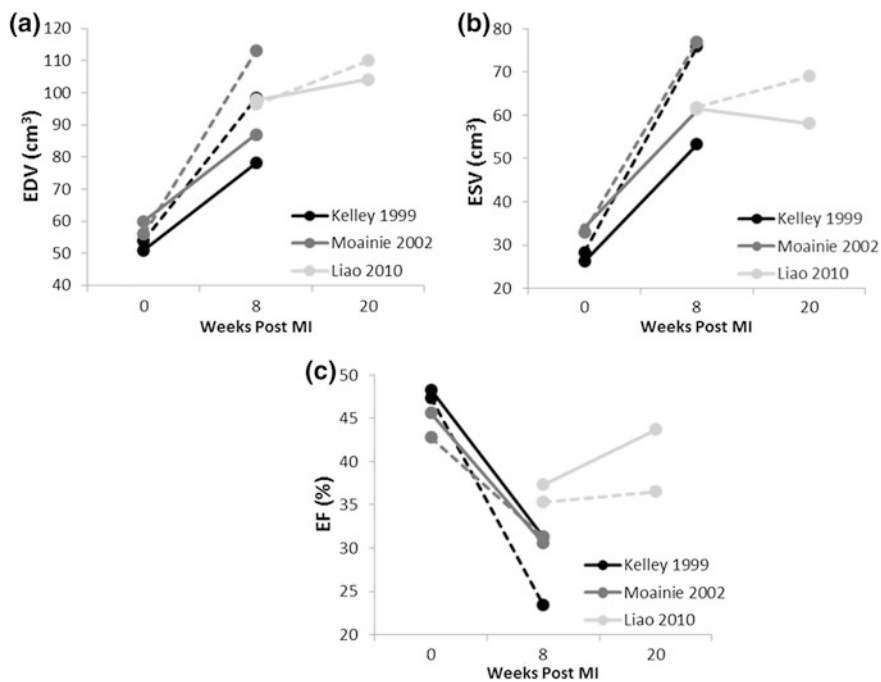 (a)
120
110
100
90
80
70
60
50
40
EDV (cm³)
Kelley 1999
Moainie 2002
Liao 2010
0 8 20
Weeks Post MI
(b)
80
70
60
50
40
30
20
ESV (cm³)
Kelley 1999
Moainie 2002
Liao 2010
0 8 20
Weeks Post MI
(c)
50
45
40
35
30
25
20
EF (%)
Kelley 1999
Moainie 2002
Liao 2010
0 8 20
Weeks Post MI